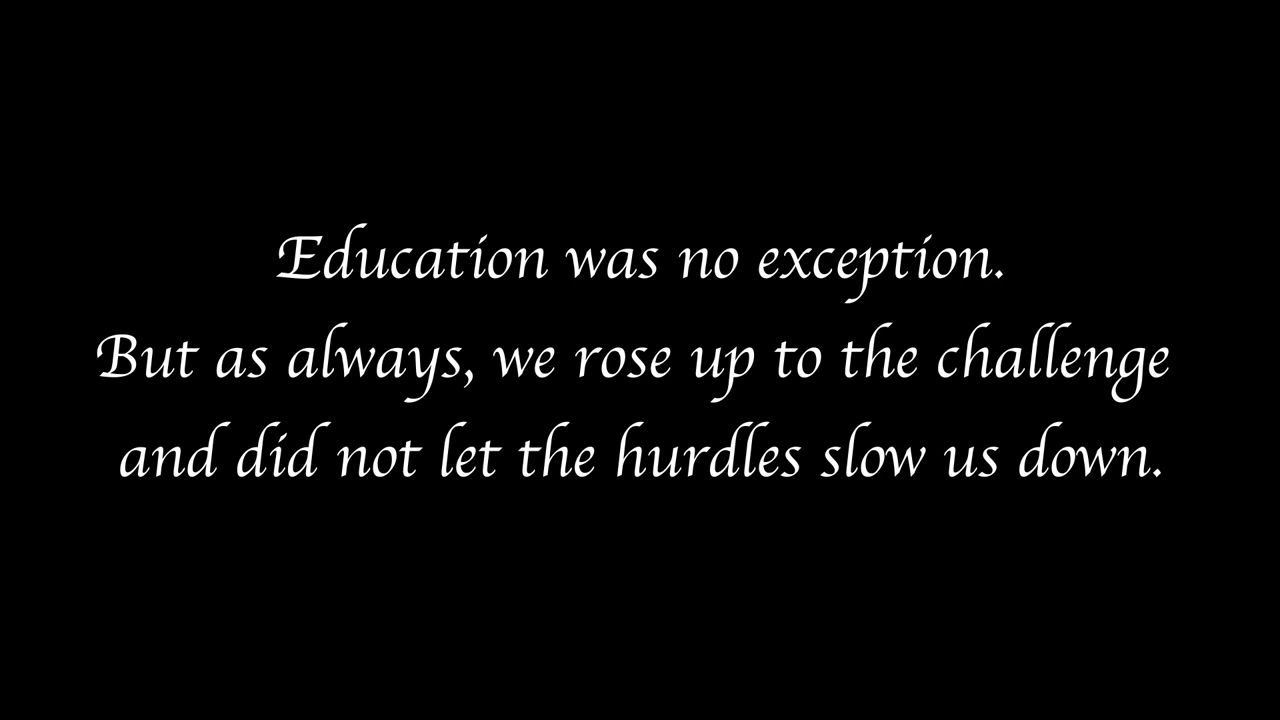 Education was no exception.
But as always, we rose up to the challenge
and did not let the hurdles slow us down.